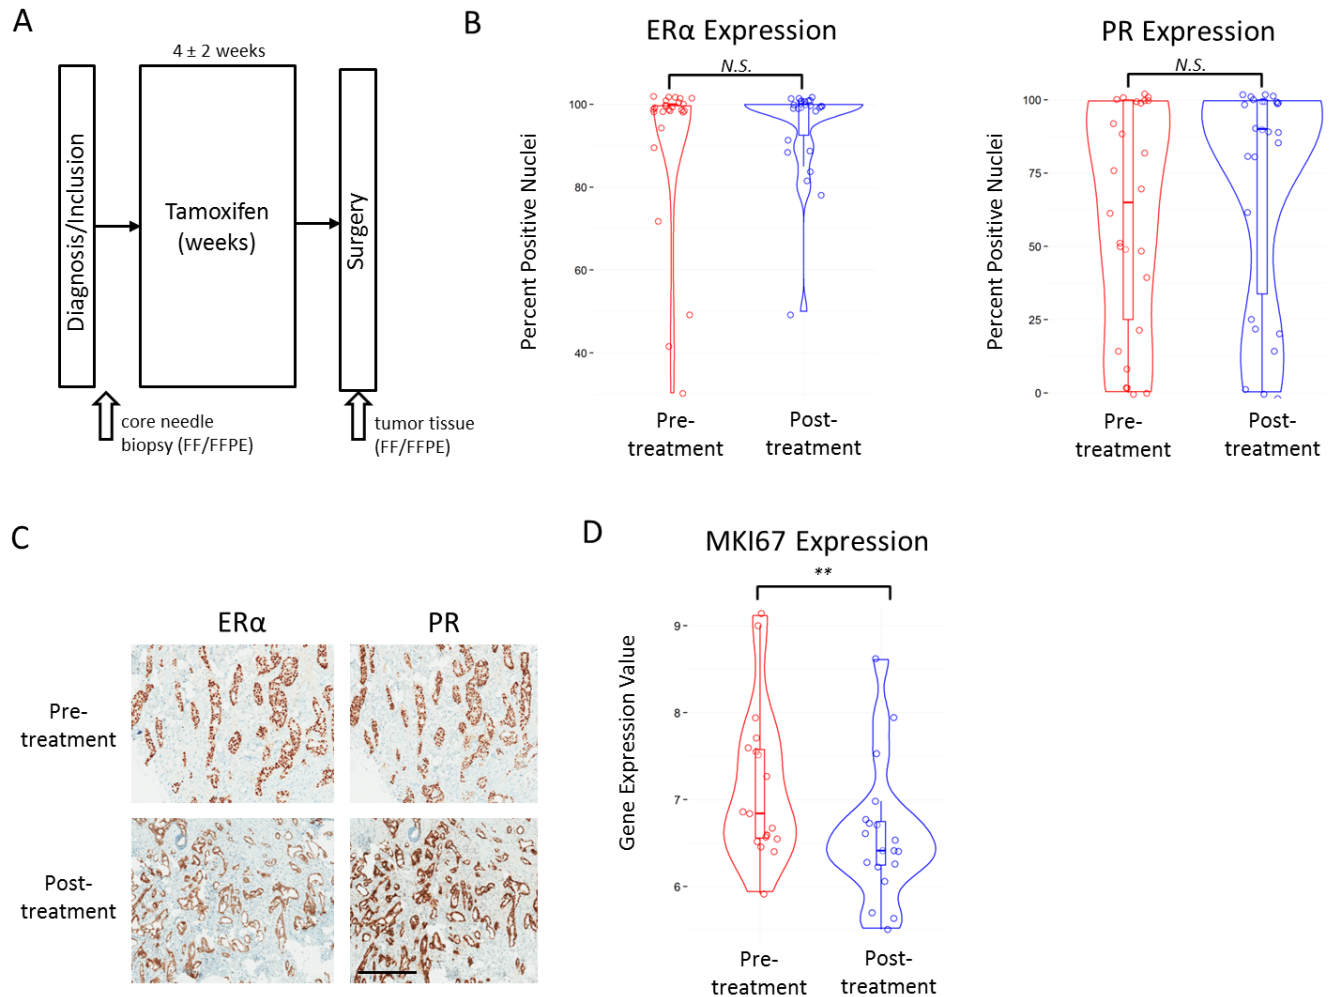 A
4 ± 2 weeks
Diagnosis/Inclusion
Tamoxifen
(weeks)
Surgery
core needle
biopsy (FF/FFPE)
tumor tissue
(FF/FFPE)
B
ERα Expression
N.S.
Percent Positive Nuclei
100
80
60
40
Pre-
treatment
Post-
treatment
PR Expression
N.S.
Percent Positive Nuclei
100
75
50
25
0
Pre-
treatment
Post-
treatment
C
ERα
PR
Pre-
treatment
Post-
treatment
D
MKI67 Expression
**
Gene Expression Value
9
8
7
6
Pre-
treatment
Post-
treatment